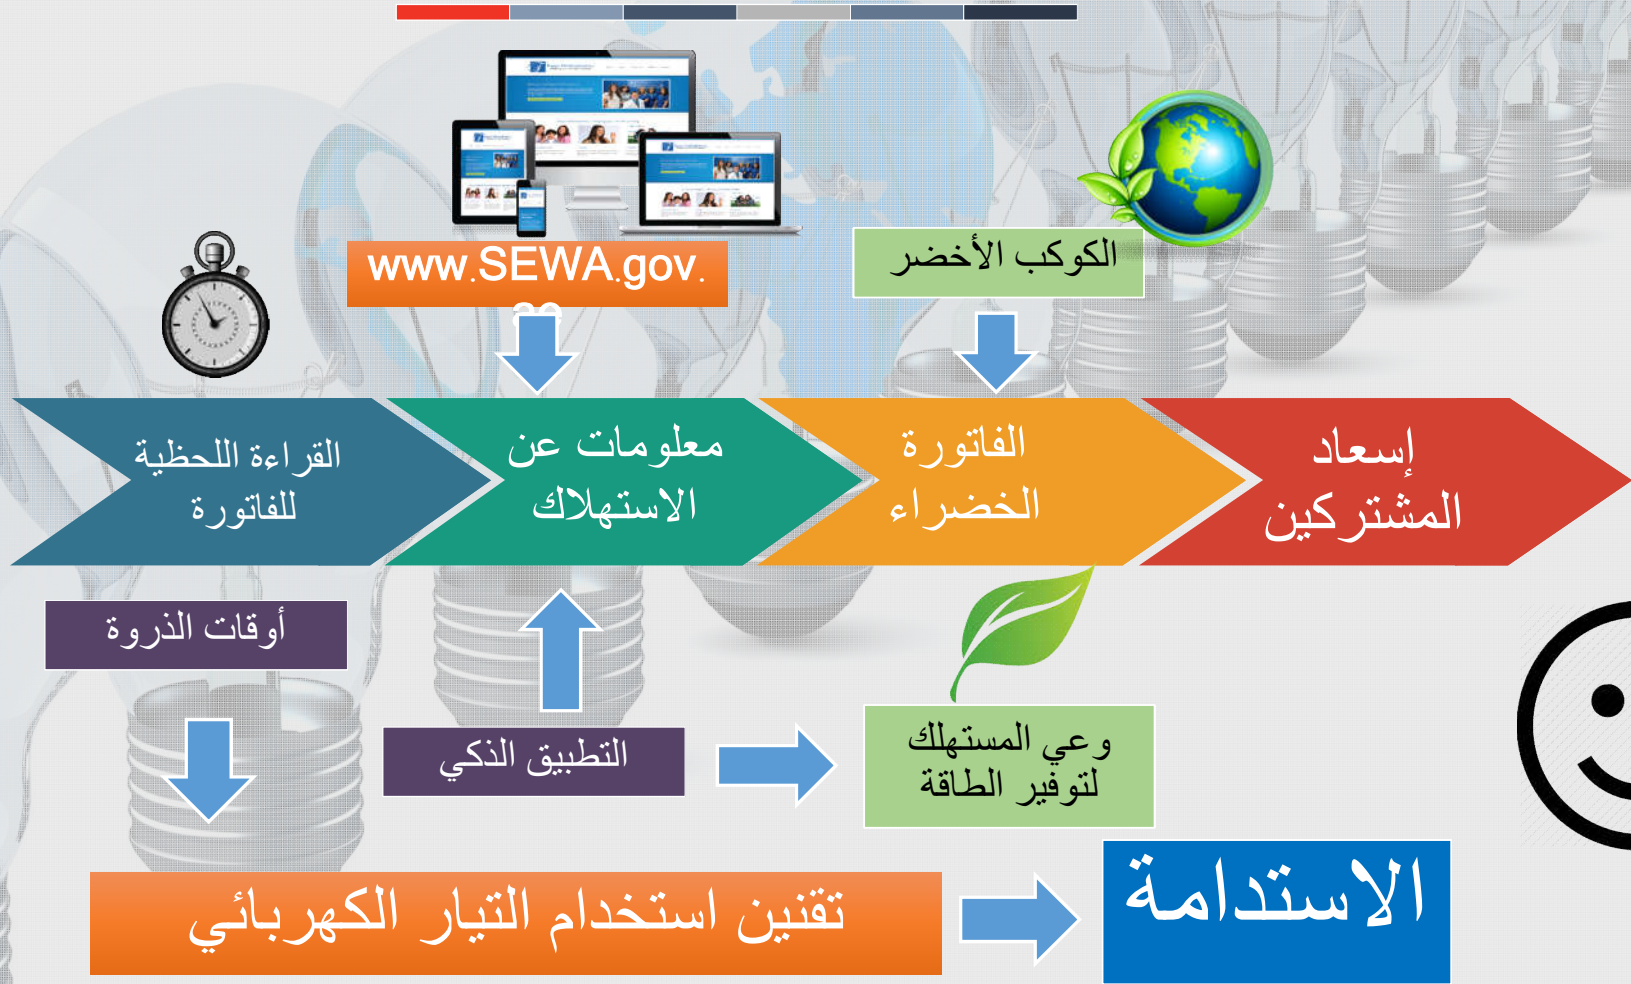 www.SEWA.gov.
ae
الكوكب الأخضر
القراءة اللحظية
للفاتورة
معلومات عن
الاستهلاك
الفاتورة
الخضراء
إسعاد
المشتركين
أوقات الذروة
التطبيق الذكي
وعي المستهلك
لتوفير الطاقة
تقنين استخدام التيار الكهربائي
الاستدامة